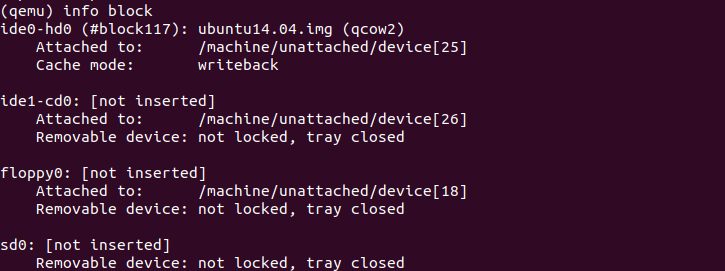 (qemu) info block
ide0-hd0 (#block117): ubuntu14.04.img (qcow2)
    Attached to:      /machine/unattached/device[25]
    Cache mode:       writeback

ide1-cd0: [not inserted]
    Attached to:      /machine/unattached/device[26]
    Removable device: not locked, tray closed

floppy0: [not inserted]
    Attached to:      /machine/unattached/device[18]
    Removable device: not locked, tray closed

sd0: [not inserted]
    Removable device: not locked, tray closed